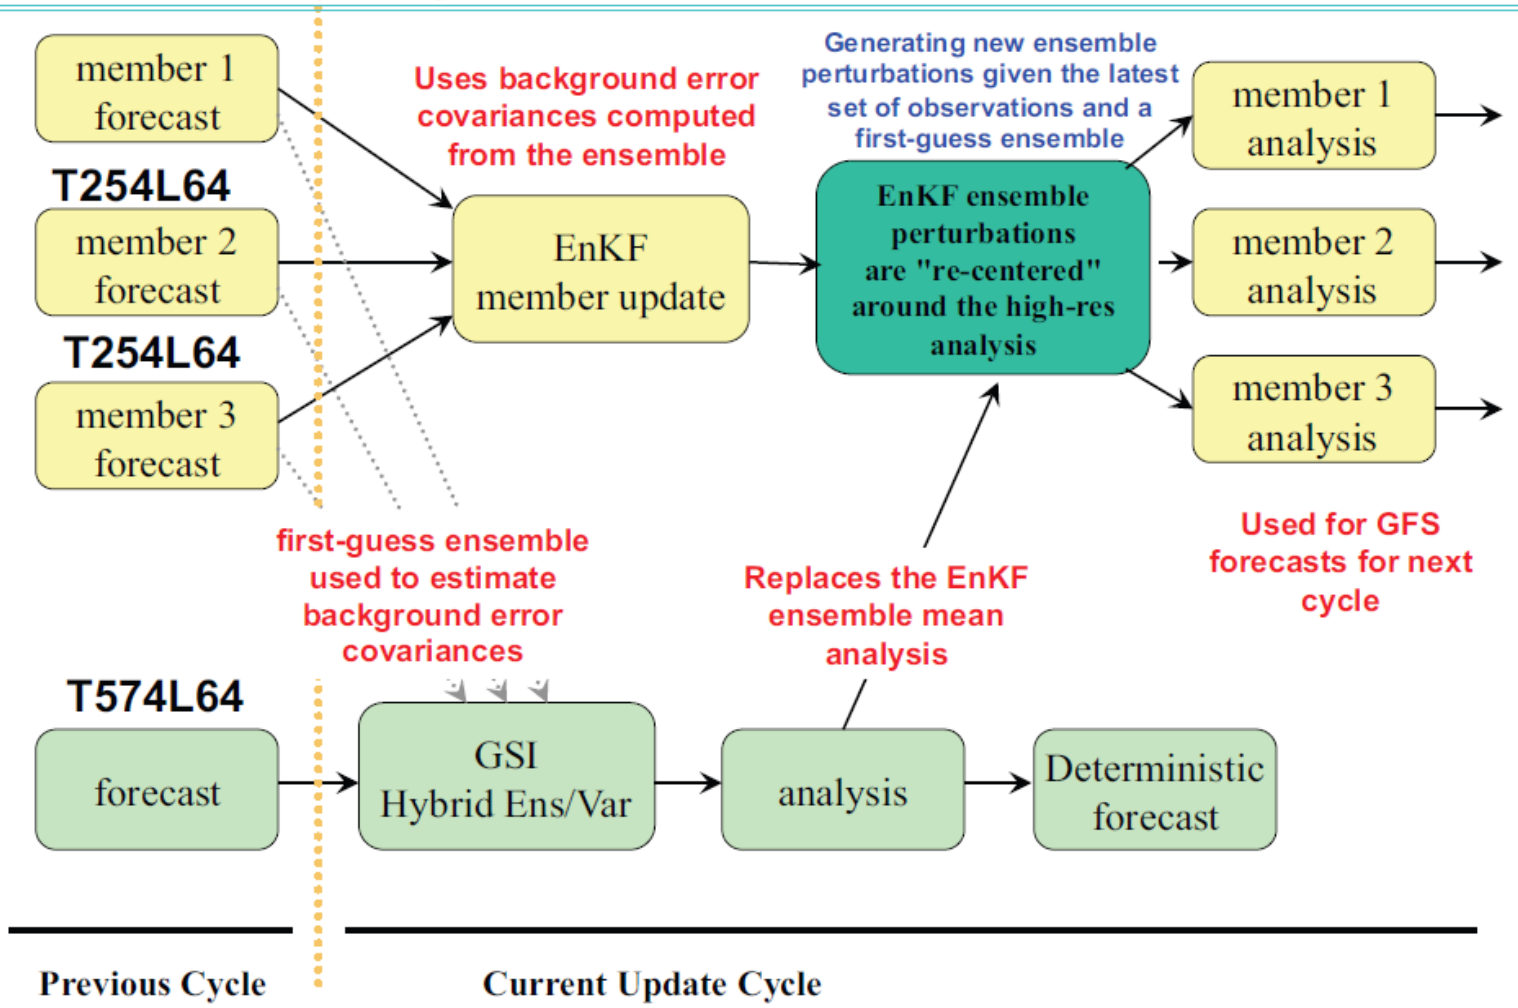 member 1
forecast
T254L64
member 2
forecast
T254L64
member 3
forecast
Uses background error
covariances computed
from the ensemble
EnKF
member update
Generating new ensemble
perturbations given the latest
set of observations and a
first-guess ensemble
EnKF ensemble
perturbations
are "re-centered"
around the high-res
analysis
member 1
analysis
member 2
analysis
member 3
analysis
Used for GFS
forecasts for next
cycle
first-guess ensemble
used to estimate
background error
covariances
Replaces the EnKF
ensemble mean
analysis
T574L64
forecast
GSI
Hybrid Ens/Var
analysis
Deterministic
forecast
Previous Cycle
Current Update Cycle